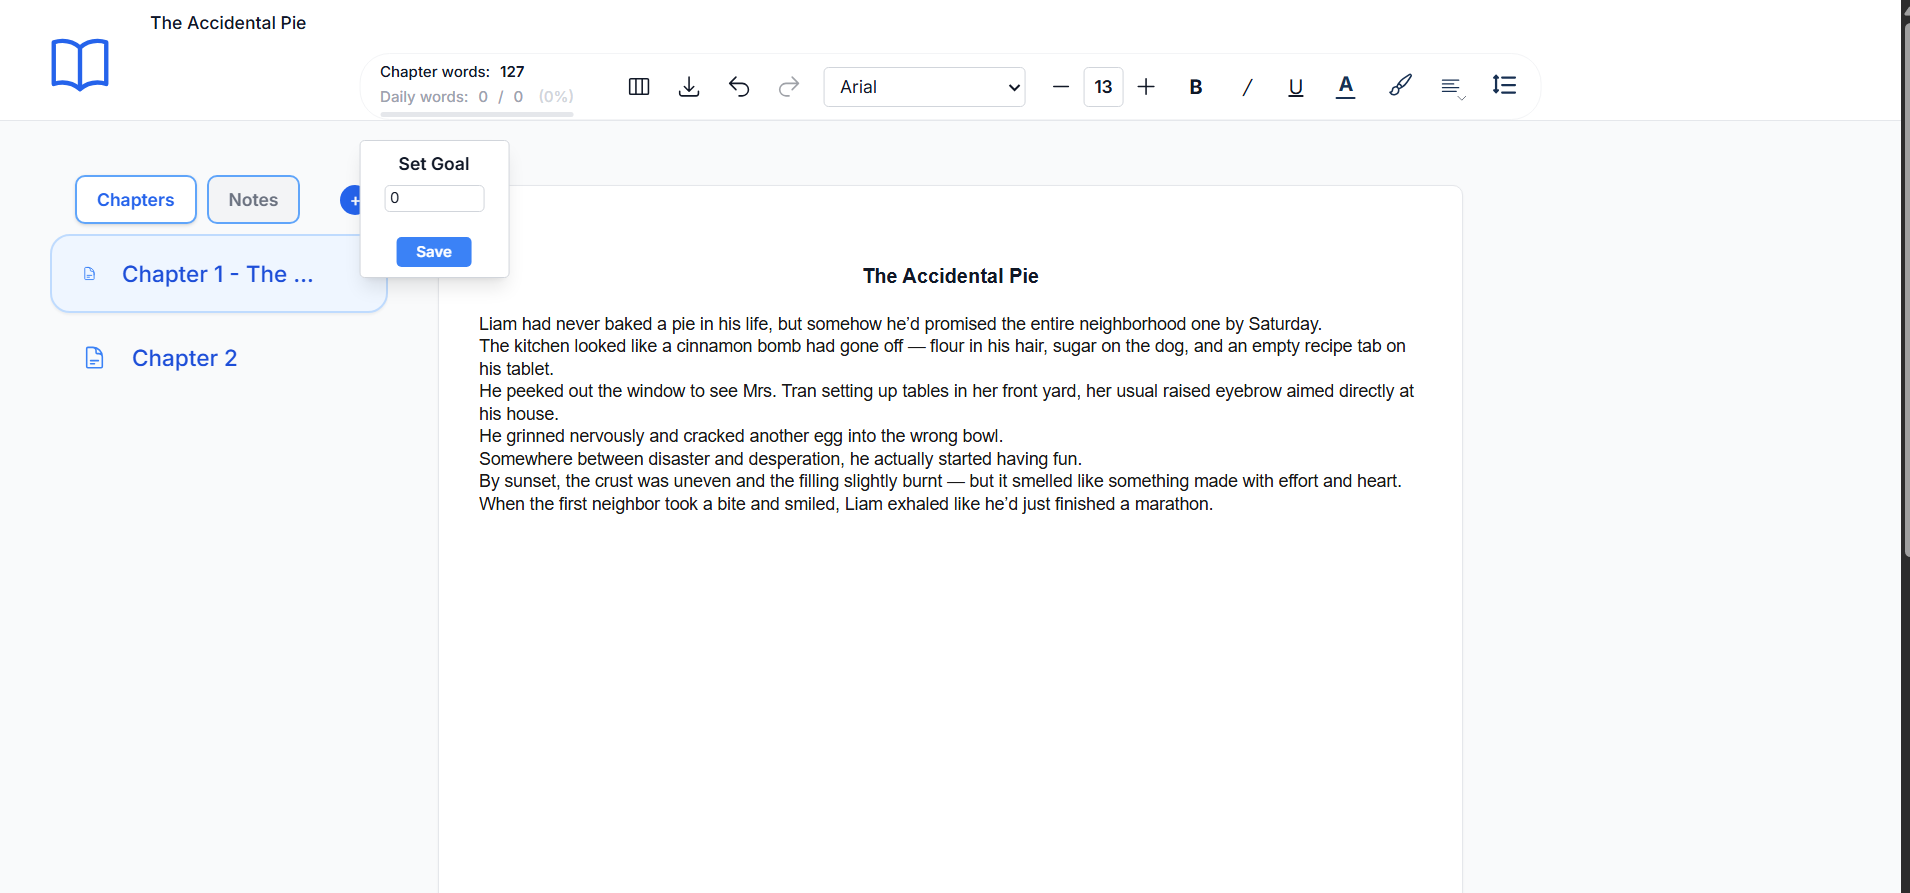 The Accidental Pie
Chapter words: 127
Daily words: 0 / 0 (0%)
Arial
13
B
/
U
A
Set Goal
0
Save
Chapters
Notes
+
Chapter 1 - The ...
Chapter 2
The Accidental Pie
Liam had never baked a pie in his life, but somehow he’d promised the entire neighborhood one by Saturday.
The kitchen looked like a cinnamon bomb had gone off — flour in his hair, sugar on the dog, and an empty recipe tab on
his tablet.
He peeked out the window to see Mrs. Tran setting up tables in her front yard, her usual raised eyebrow aimed directly at
his house.
He grinned nervously and cracked another egg into the wrong bowl.
Somewhere between disaster and desperation, he actually started having fun.
By sunset, the crust was uneven and the filling slightly burnt — but it smelled like something made with effort and heart.
When the first neighbor took a bite and smiled, Liam exhaled like he’d just finished a marathon.